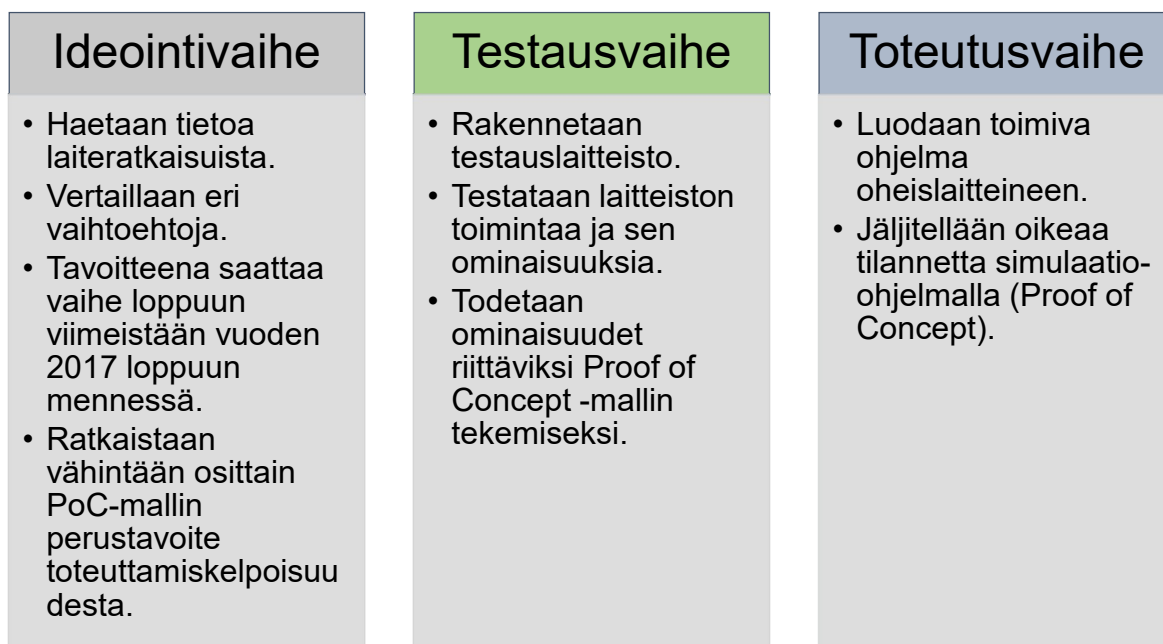 Ideointivaihe
• Haetaan tietoa
laiteratkaisuista.
• Vertaillaan eri
vaihtoehtoja.
• Tavoitteena saattaa
vaihe loppuun
viimeistään vuoden
2017 loppuun
mennessä.
• Ratkaistaan
vähintään osittain
PoC-mallin
perustavoite
toteuttamiskelpoisuu
desta.
Testausvaihe
• Rakennetaan
testauslaitteisto.
• Testataan laitteiston
toimintaa ja sen
ominaisuuksia.
• Todetaan
ominaisuudet
riittäviksi Proof of
Concept -mallin
tekemiseksi.
Toteutusvaihe
• Luodaan toimiva
ohjelma
oheislaitteineen.
• Jäljitellään oikeaa
tilannetta simulaatio-
ohjelmalla (Proof of
Concept).